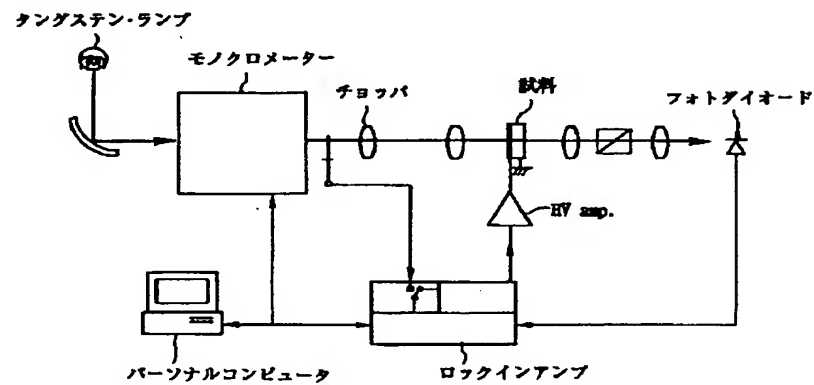 タングステン・ランプ
モノクロメーター
チョッパ
試料
フォトダイオード
HV amp.
パーソナルコンピュータ
ロックインアンプ